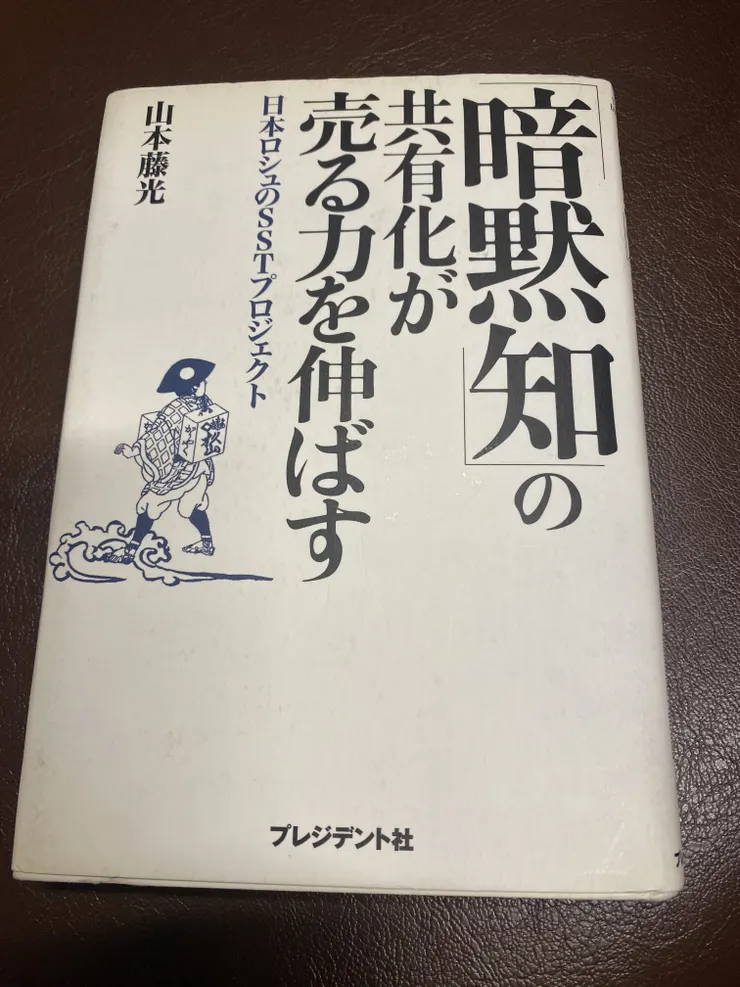 「暗黙知」の
共有化が
売る力を伸ばす
日本ロシュのSSTプロジェクト
山本藤光
プレジデント社